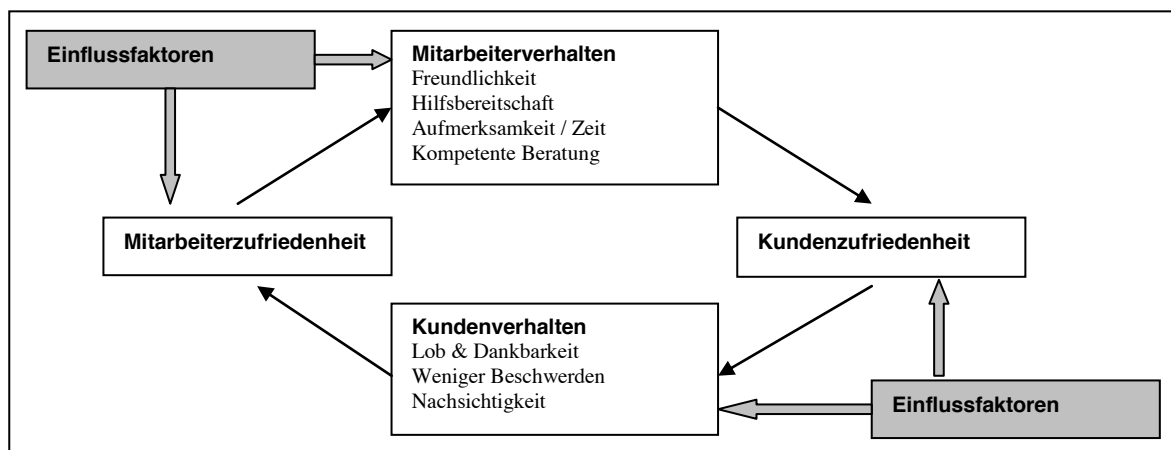 Einflussfaktoren
Mitarbeiterverhalten
Freundlichkeit
Hilfsbereitschaft
Aufmerksamkeit / Zeit
Kompetente Beratung
Mitarbeiterzufriedenheit
Kundenzufriedenheit
Kundenverhalten
Lob & Dankbarkeit
Weniger Beschwerden
Nachsichtigkeit
Einflussfaktoren